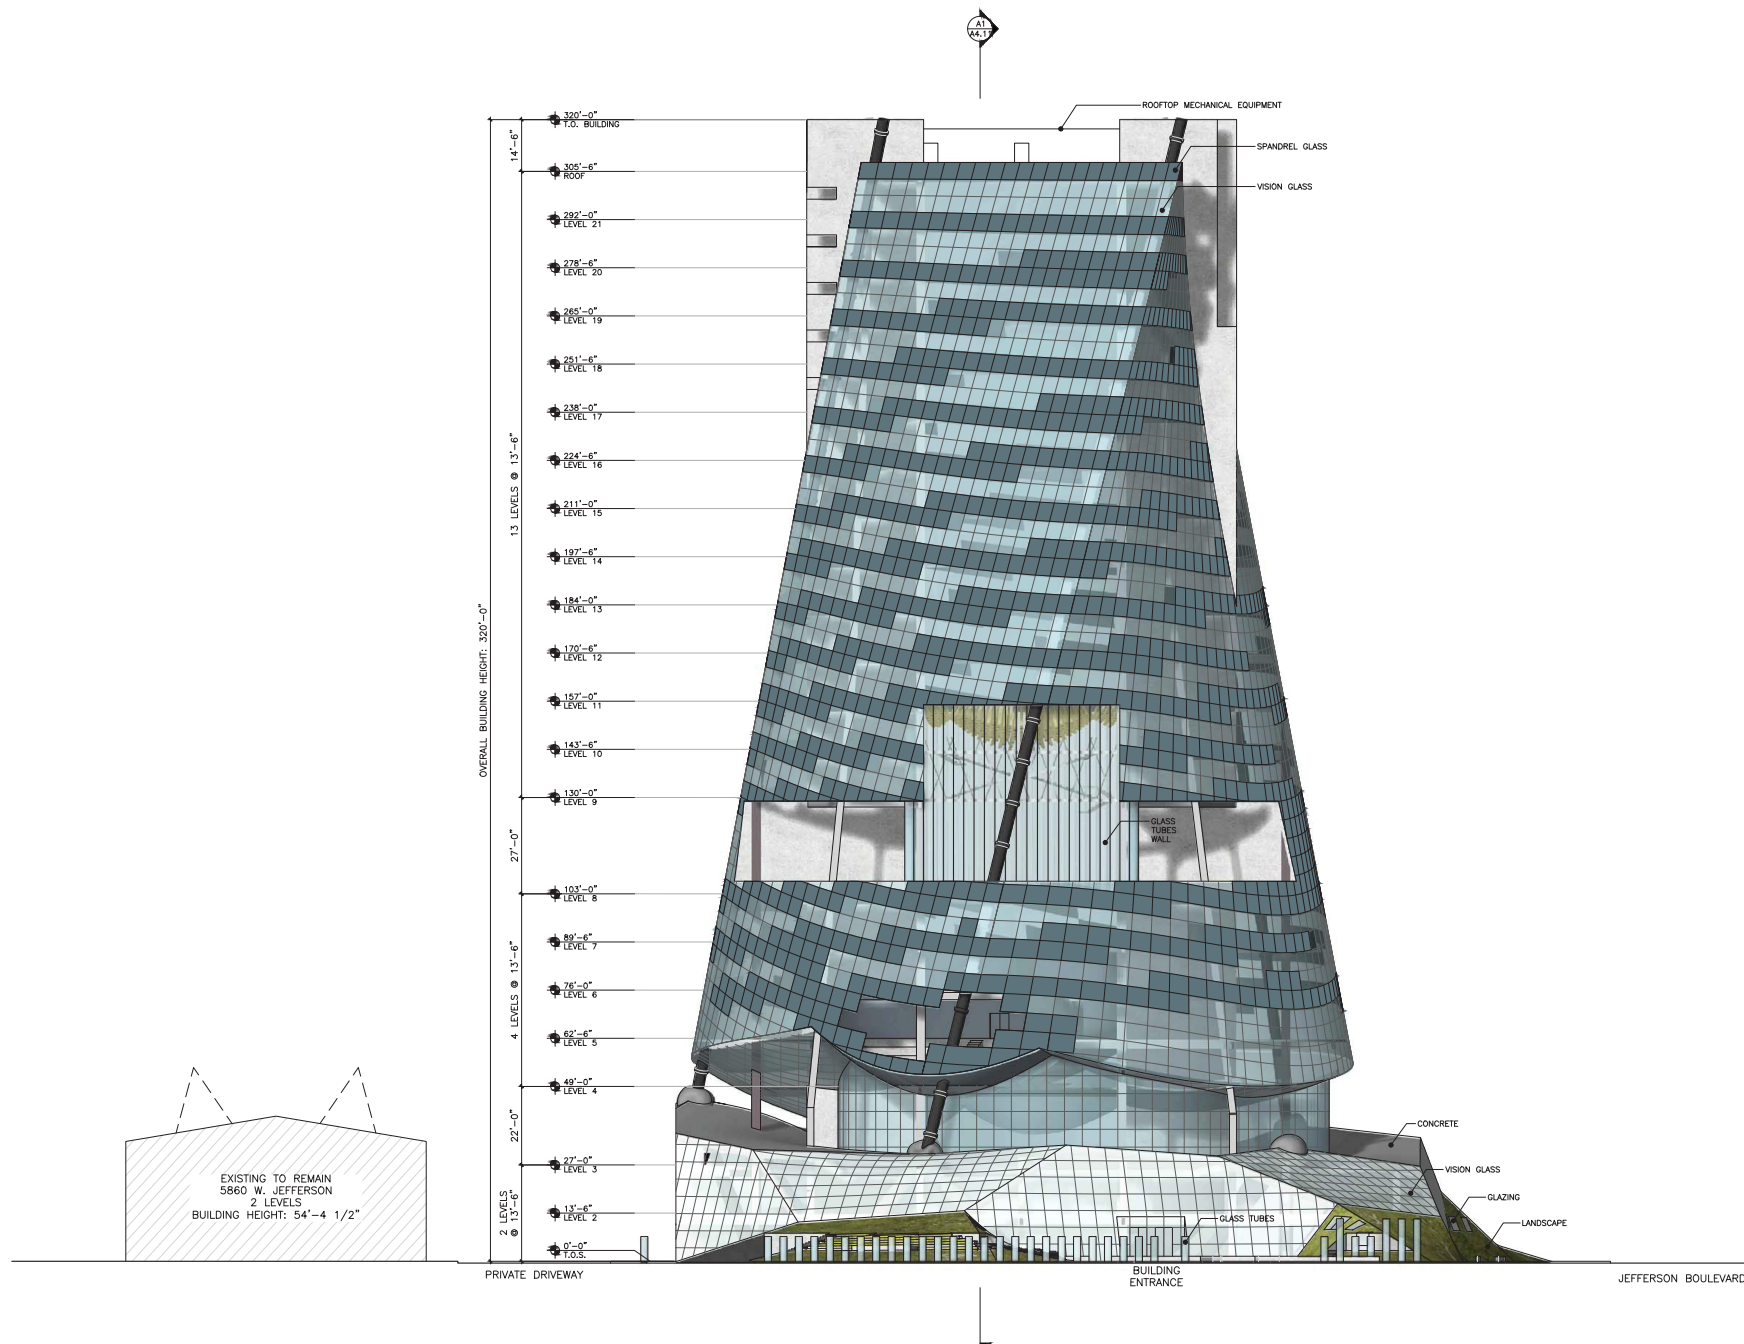 A1
A4.11
ROOFTOP MECHANICAL EQUIPMENT
320'-0"
T.O. BUILDING
14'-6"
SPANDREL GLASS
305'-6"
ROOF
VISION GLASS
292'-0"
LEVEL 21
278'-6"
LEVEL 20
265'-0"
LEVEL 19
251'-6"
LEVEL 18
238'-0"
LEVEL 17
13 LEVELS @ 13'-6"
224'-6"
LEVEL 16
211'-0"
LEVEL 15
197'-6"
LEVEL 14
184'-0"
LEVEL 13
OVERALL BUILDING HEIGHT: 320'-0"
170'-6"
LEVEL 12
157'-0"
LEVEL 11
143'-6"
LEVEL 10
130'-0"
LEVEL 9
27'-0"
GLASS
TUBES
WALL
103'-0"
LEVEL 8
89'-6"
LEVEL 7
4 LEVELS @ 13'-6"
76'-0"
LEVEL 6
62'-6"
LEVEL 5
49'-0"
LEVEL 4
22'-0"
CONCRETE
27'-0"
LEVEL 3
VISION GLASS
EXISTING TO REMAIN
5860 W. JEFFERSON
2 LEVELS
BUILDING HEIGHT: 54'-4 1/2"
GLAZING
2 LEVELS
@ 13'-6"
13'-6"
LEVEL 2
GLASS TUBES
LANDSCAPE
0'-0"
T.O.S.
PRIVATE DRIVEWAY
BUILDING
ENTRANCE
JEFFERSON BOULEVARD